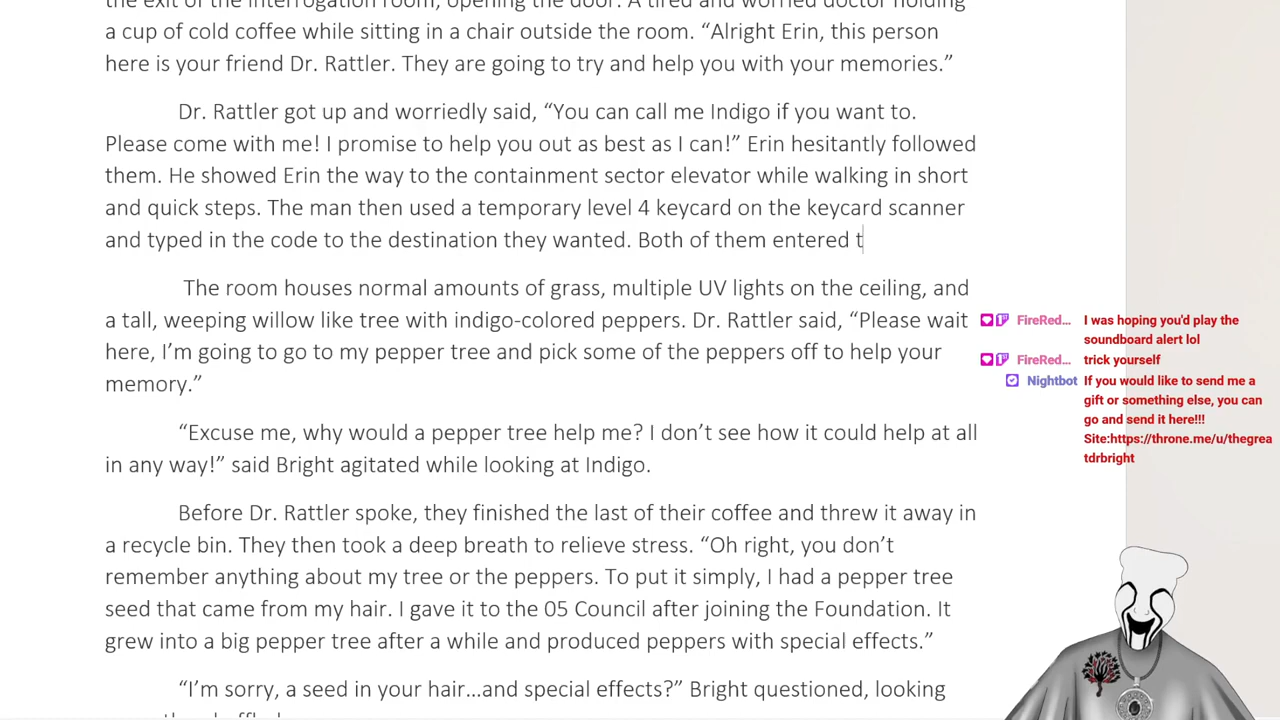 the exit of the interrogation room, opening the door. A tired and worried doctor holding
a cup of cold coffee while sitting in a chair outside the room. “Alright Erin, this person
here is your friend Dr. Rattler. They are going to try and help you with your memories.”
Dr. Rattler got up and worriedly said, “You can call me Indigo if you want to.
Please come with me! I promise to help you out as best as I can!” Erin hesitantly followed
them. He showed Erin the way to the containment sector elevator while walking in short
and quick steps. The man then used a temporary level 4 keycard on the keycard scanner
and typed in the code to the destination they wanted. Both of them entered t
The room houses normal amounts of grass, multiple UV lights on the ceiling, and
a tall, weeping willow like tree with indigo-colored peppers. Dr. Rattler said, “Please wait
here, I’m going to go to my pepper tree and pick some of the peppers off to help your
memory.”
“Excuse me, why would a pepper tree help me? I don’t see how it could help at all
in any way!” said Bright agitated while looking at Indigo.
Before Dr. Rattler spoke, they finished the last of their coffee and threw it away in
a recycle bin. They then took a deep breath to relieve stress. “Oh right, you don’t
remember anything about my tree or the peppers. To put it simply, I had a pepper tree
seed that came from my hair. I gave it to the 05 Council after joining the Foundation. It
grew into a big pepper tree after a while and produced peppers with special effects.”
“I’m sorry, a seed in your hair…and special effects?” Bright questioned, looking
FireRed... I was hoping you'd play the
soundboard alert lol
FireRed... trick yourself
Nightbot If you would like to send me a
gift or something else, you can
go and send it here!!!
Site:https://throne.me/u/thegrea
tdrbright